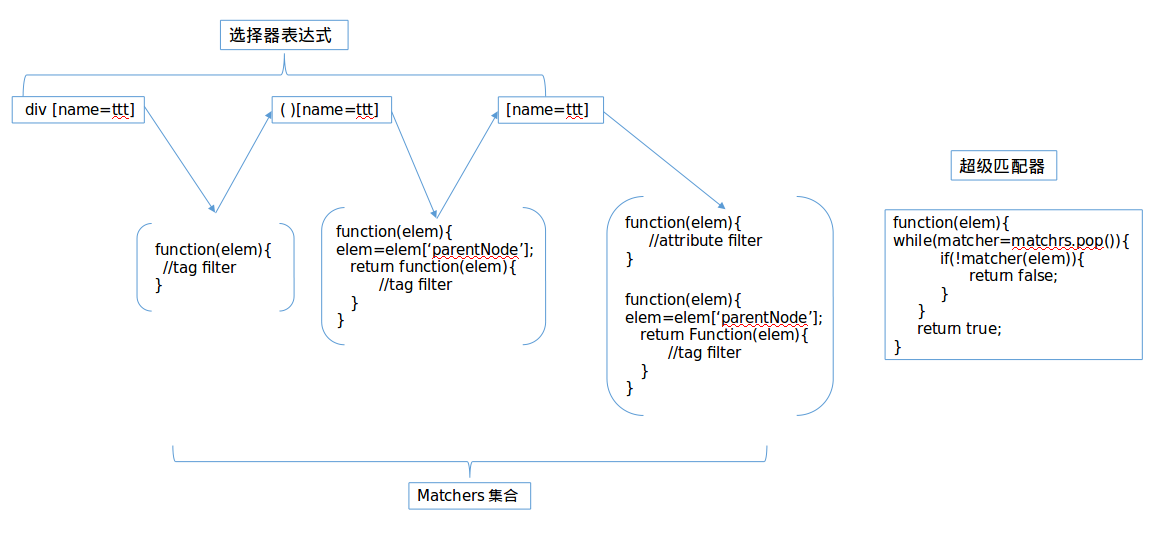 选择器表达式
div [name=ttt]
( )[name=ttt]
[name=ttt]
超级匹配器
function(elem){
//tag filter
}
function(elem){
elem=elem[‘parentNode’];
return function(elem){
//tag filter
}
}
function(elem){
//attribute filter
}
function(elem){
elem=elem[‘parentNode’];
return Function(elem){
//tag filter
}
}
function(elem){
while(matcher=matchrs.pop()){
if(!matcher(elem)){
return false;
}
}
return true;
}
Matchers 集合